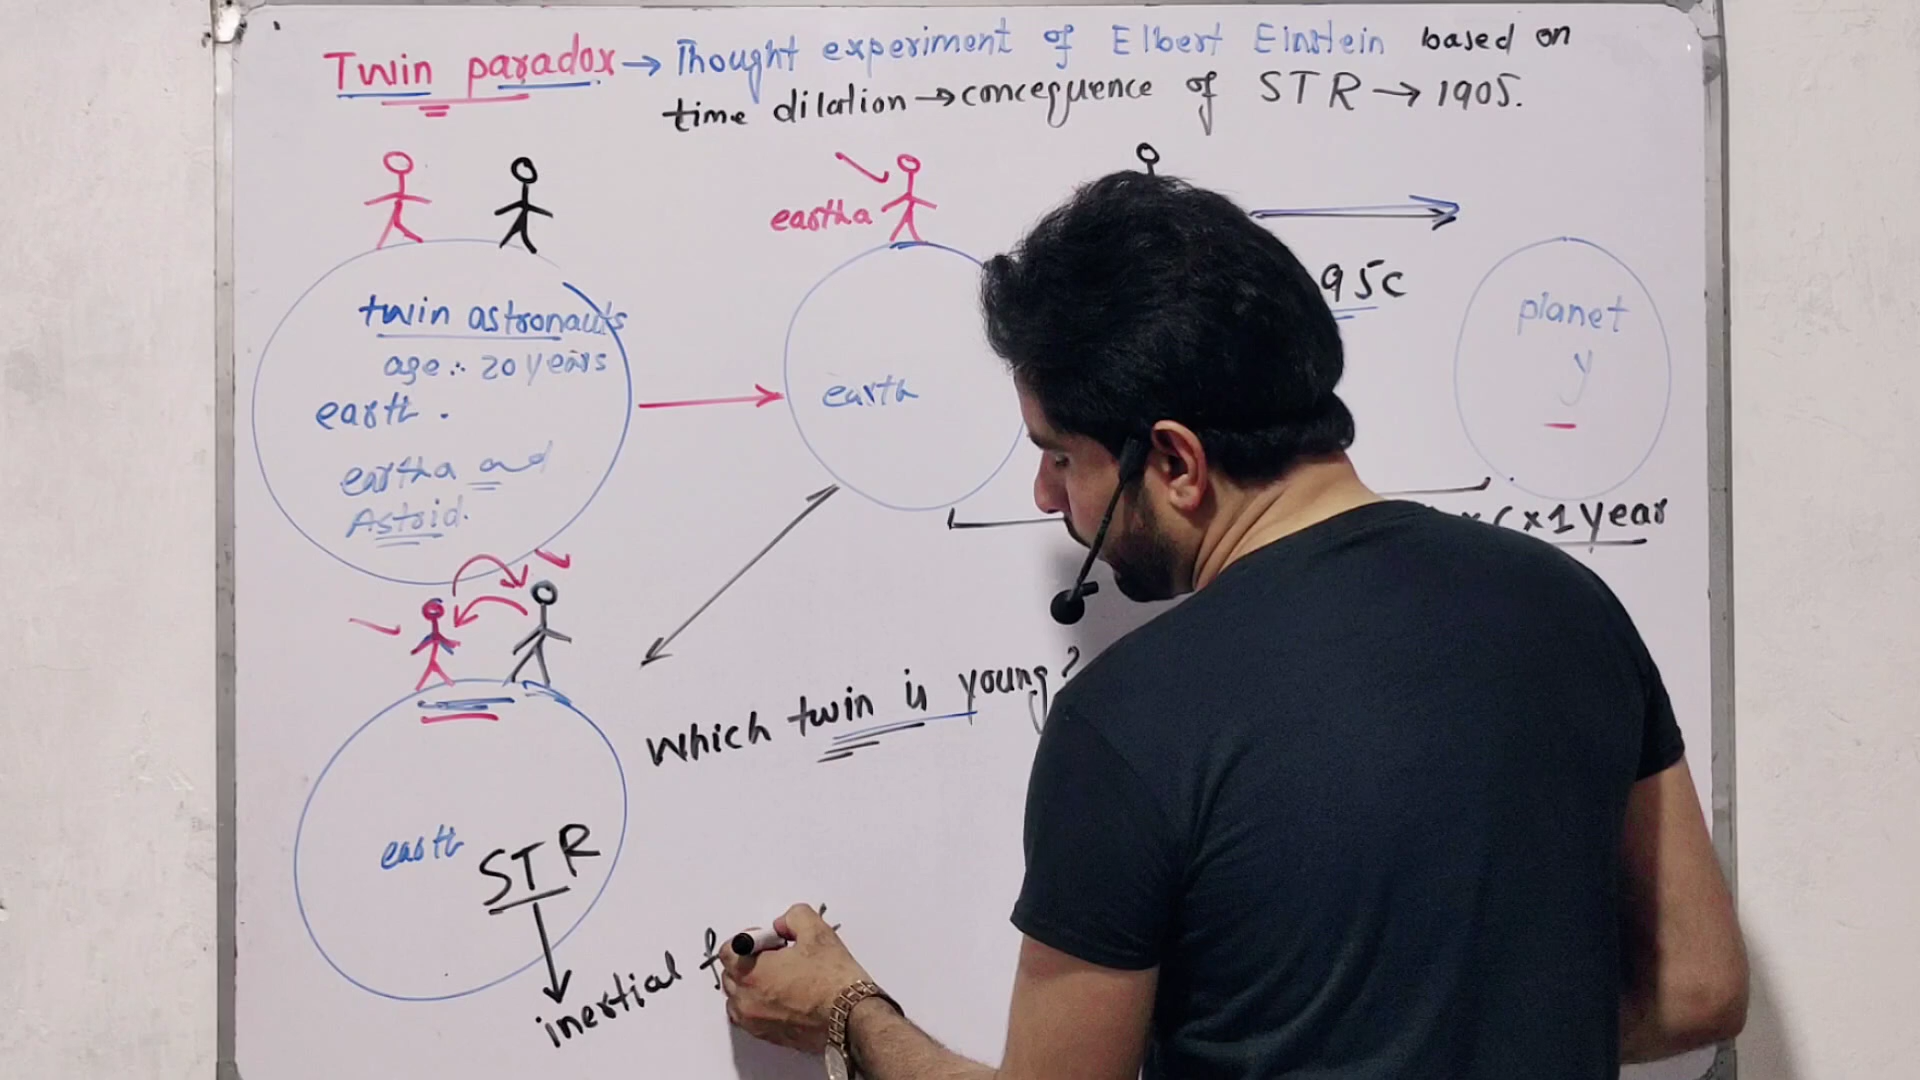 Twin paradox → Thought experiment of Elbert Einstein based on
time dilation → concequence of STR → 1905.
eartha
95c
twin astronauts
age : 20 years
earth .
eartha and
Astrid.
earth
planet
y
×c×1 year
Which twin is young?
earth
STR
inertial f